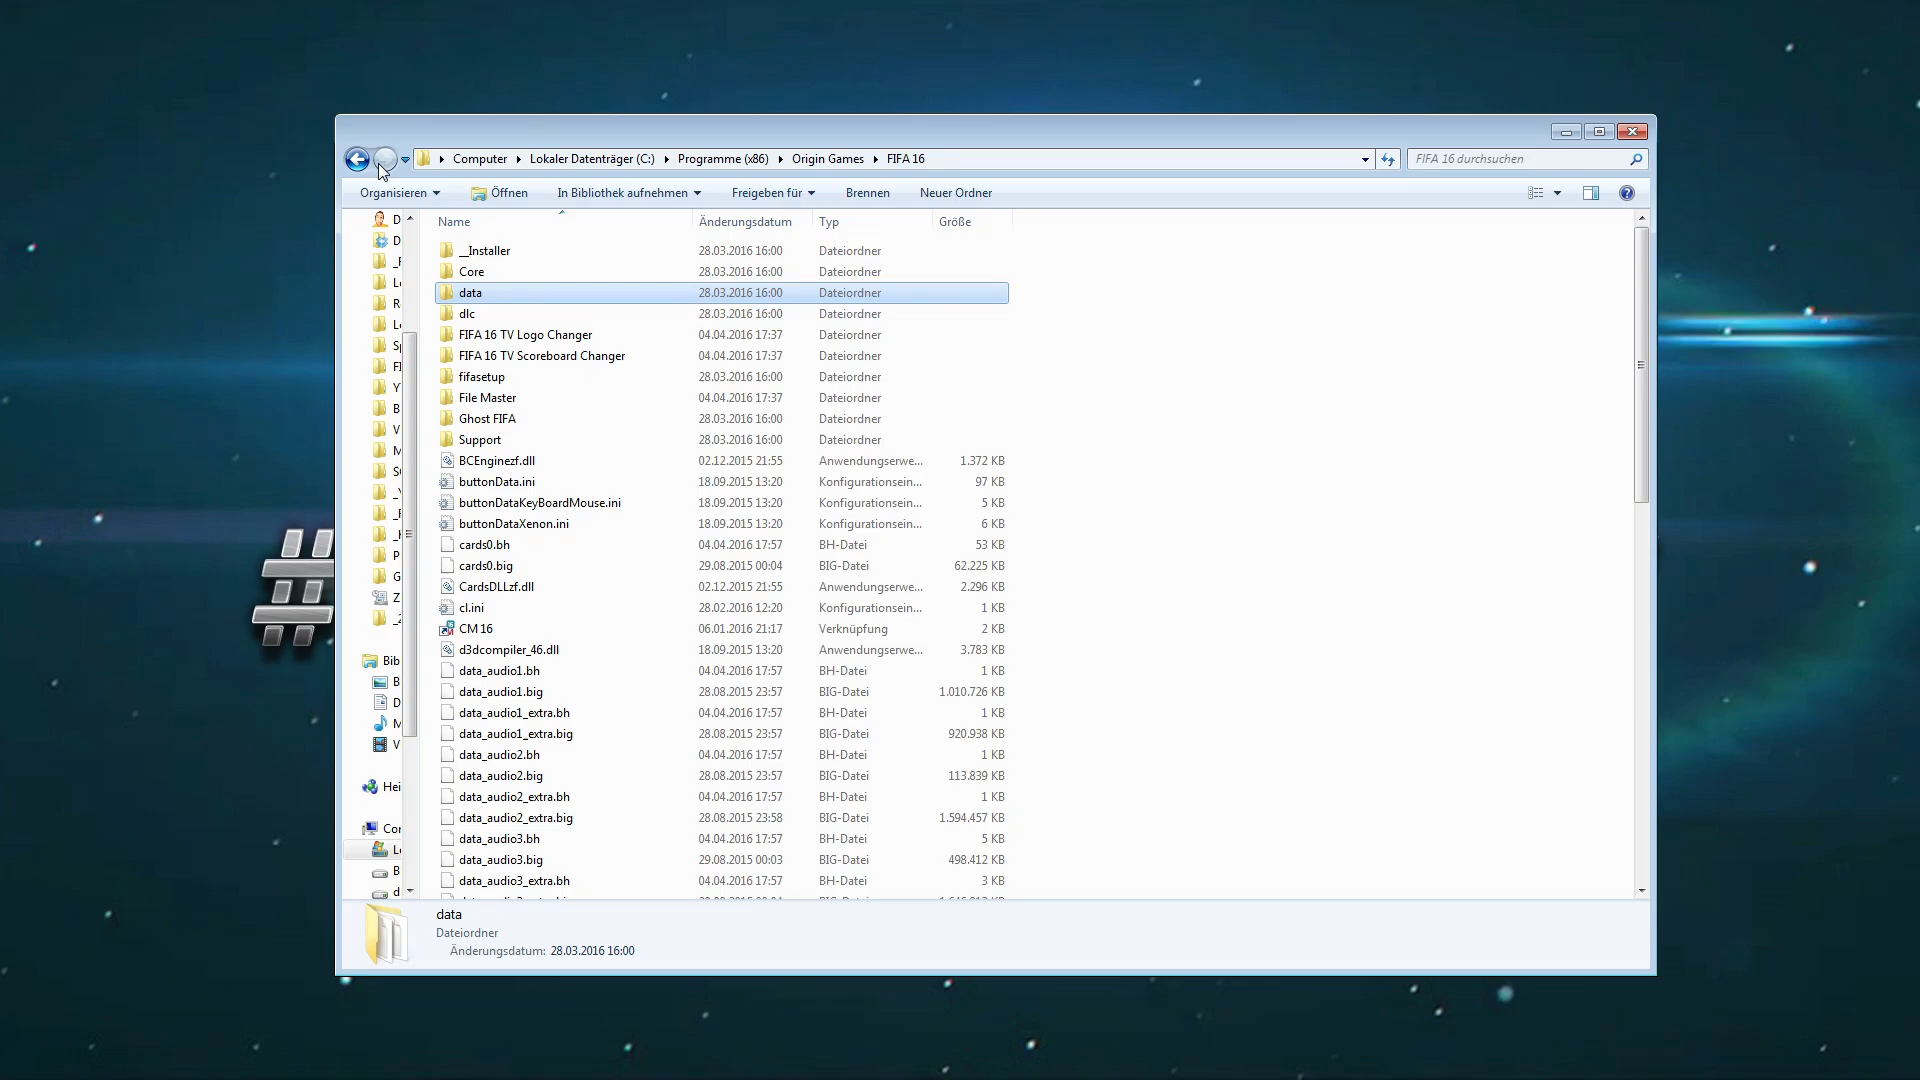 Computer Lokaler Datenträger (C:) Programme (x86) Origin Games FIFA 16 FIFA 16 durchsuchen
Organisieren Öffnen In Bibliothek aufnehmen Freigeben für Brennen Neuer Ordner
Name Änderungsdatum Typ Größe
__Installer 28.03.2016 16:00 Dateiordner
Core 28.03.2016 16:00 Dateiordner
data 28.03.2016 16:00 Dateiordner
dlc 28.03.2016 16:00 Dateiordner
FIFA 16 TV Logo Changer 04.04.2016 17:37 Dateiordner
FIFA 16 TV Scoreboard Changer 04.04.2016 17:37 Dateiordner
fifasetup 28.03.2016 16:00 Dateiordner
File Master 04.04.2016 17:37 Dateiordner
Ghost FIFA 28.03.2016 16:00 Dateiordner
Support 28.03.2016 16:00 Dateiordner
BCEnginezf.dll 02.12.2015 21:55 Anwendungserwe... 1.372 KB
buttonData.ini 18.09.2015 13:20 Konfigurationsein... 97 KB
buttonDataKeyBoardMouse.ini 18.09.2015 13:20 Konfigurationsein... 5 KB
buttonDataXenon.ini 18.09.2015 13:20 Konfigurationsein... 6 KB
cards0.bh 04.04.2016 17:57 BH-Datei 53 KB
cards0.big 29.08.2015 00:04 BIG-Datei 62.225 KB
CardsDLLzf.dll 02.12.2015 21:55 Anwendungserwe... 2.296 KB
cl.ini 28.02.2016 12:20 Konfigurationsein... 1 KB
CM 16 06.01.2016 21:17 Verknüpfung 2 KB
d3dcompiler_46.dll 18.09.2015 13:20 Anwendungserwe... 3.783 KB
data_audio1.bh 04.04.2016 17:57 BH-Datei 1 KB
data_audio1.big 28.08.2015 23:57 BIG-Datei 1.010.726 KB
data_audio1_extra.bh 04.04.2016 17:57 BH-Datei 1 KB
data_audio1_extra.big 28.08.2015 23:57 BIG-Datei 920.938 KB
data_audio2.bh 04.04.2016 17:57 BH-Datei 1 KB
data_audio2.big 28.08.2015 23:57 BIG-Datei 113.839 KB
data_audio2_extra.bh 04.04.2016 17:57 BH-Datei 1 KB
data_audio2_extra.big 28.08.2015 23:58 BIG-Datei 1.594.457 KB
data_audio3.bh 04.04.2016 17:57 BH-Datei 5 KB
data_audio3.big 29.08.2015 00:03 BIG-Datei 498.412 KB
data_audio3_extra.bh 04.04.2016 17:57 BH-Datei 3 KB
Bib
Hei
data
Dateiordner
Änderungsdatum: 28.03.2016 16:00
#